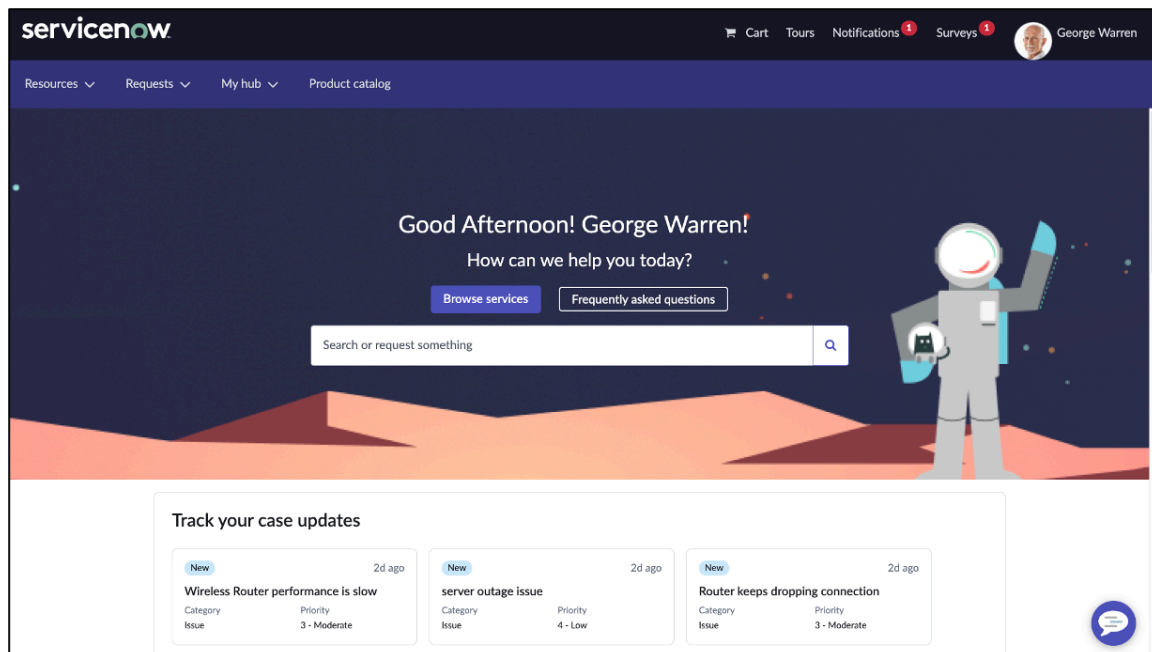 servicenow
Cart Tours Notifications 1 Surveys 1 George Warren
Resources Requests My hub Product catalog
Good Afternoon! George Warren!
How can we help you today?
Browse services Frequently asked questions
Search or request something
Track your case updates
New 2d ago
Wireless Router performance is slow
Category Priority
Issue 3 - Moderate
New 2d ago
server outage issue
Category Priority
Issue 4 - Low
New 2d ago
Router keeps dropping connection
Category Priority
Issue 3 - Moderate